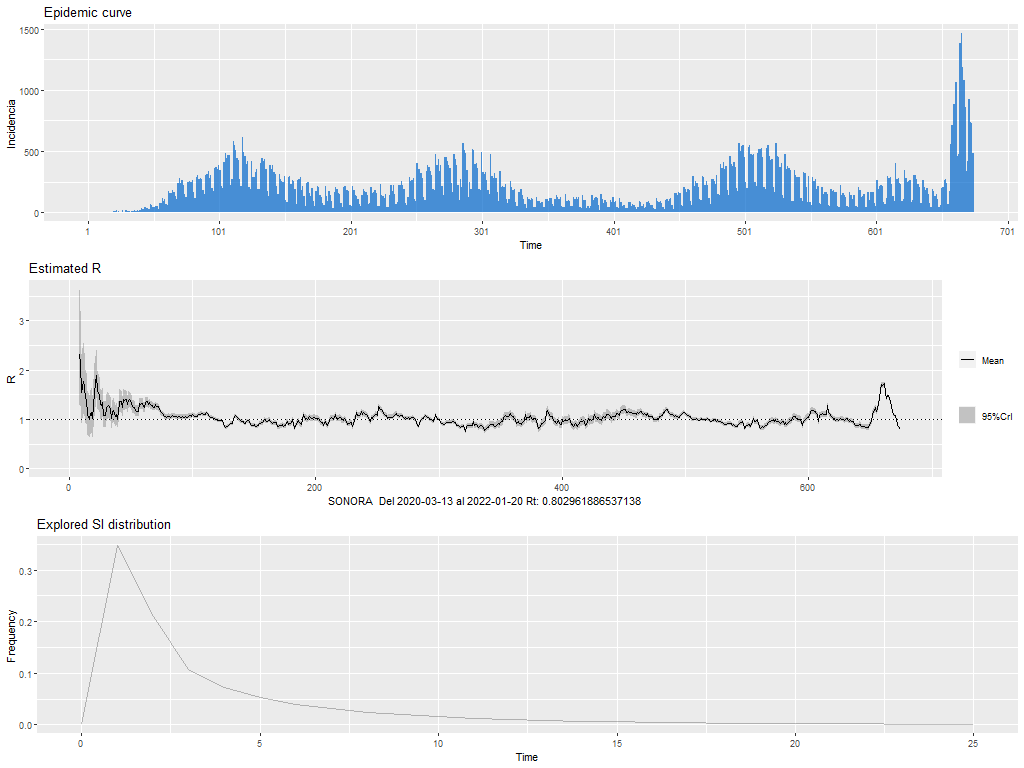 Epidemic curve
1500
1000
500
0
Incidencia
1 101 201 301 401 501 601 701
Time
Estimated R
3
2
1
0
R
Mean
95%CrI
0 200 400 600
SONORA Del 2020-03-13 al 2022-01-20 Rt: 0.802961886537138
Explored SI distribution
0.3
0.2
0.1
0.0
Frequency
0 5 10 15 20 25
Time